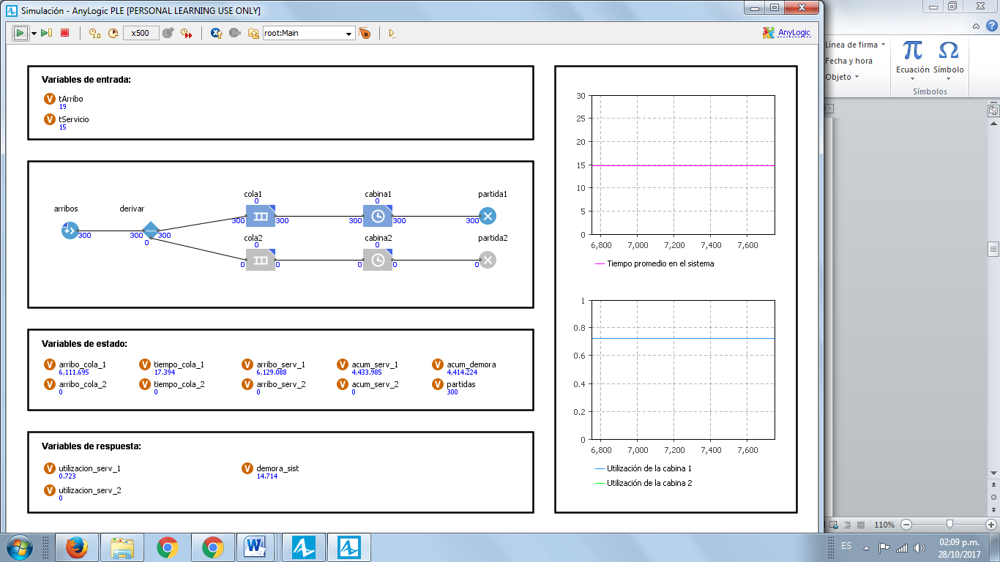 Simulación - AnyLogic PLE [PERSONAL LEARNING USE ONLY]
x500
root:Main
AnyLogic
Línea de firma
Fecha y hora
Objeto
Ecuación
Símbolo
Símbolos
Variables de entrada:
tArribo
19
tServicio
15
arribos
300
derivar
300
300
0
cola1
0
300
300
cabina1
0
300
300
partida1
300
cola2
0
0
0
cabina2
0
0
0
partida2
0
Variables de estado:
arribo_cola_1
6,111.695
tiempo_cola_1
17.394
arribo_serv_1
6,129.088
acum_serv_1
4,433.985
acum_demora
4,414.224
arribo_cola_2
0
tiempo_cola_2
0
arribo_serv_2
0
acum_serv_2
0
partidas
300
Variables de respuesta:
utilizacion_serv_1
0.723
demora_sist
14.714
utilizacion_serv_2
0
30
25
20
15
10
5
0
6,800 7,000 7,200 7,400 7,600
Tiempo promedio en el sistema
1
0.8
0.6
0.4
0.2
0
6,800 7,000 7,200 7,400 7,600
Utilización de la cabina 1
Utilización de la cabina 2
110%
ES
02:09 p.m.
28/10/2017